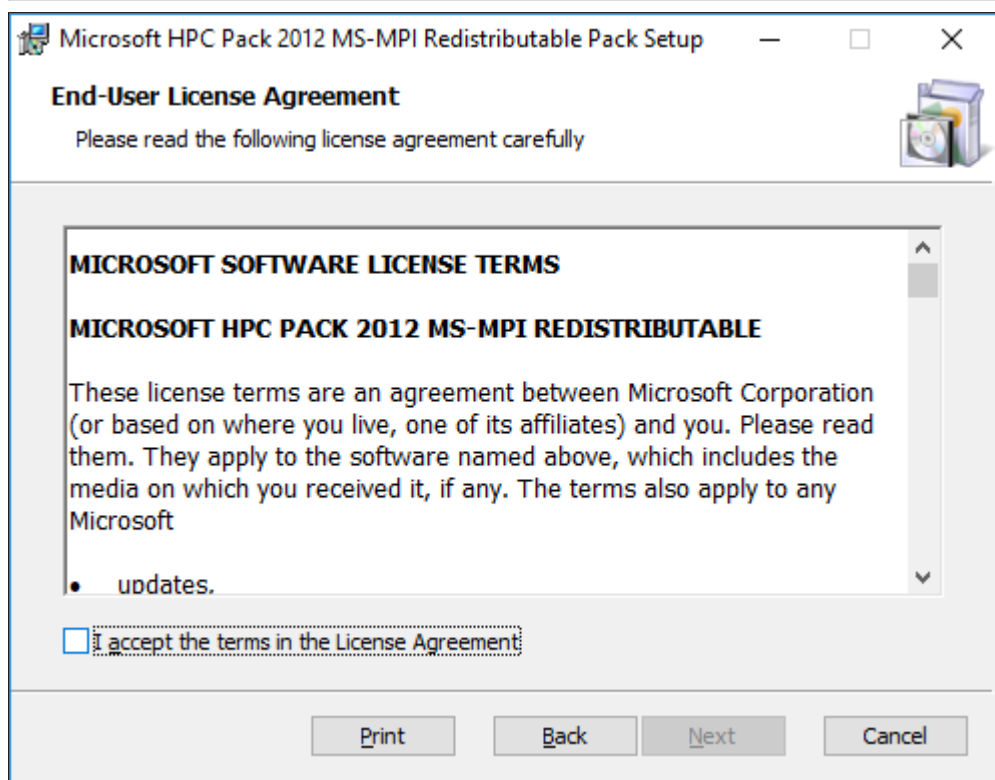 Microsoft HPC Pack 2012 MS-MPI Redistributable Pack Setup
End-User License Agreement
Please read the following license agreement carefully
MICROSOFT SOFTWARE LICENSE TERMS
MICROSOFT HPC PACK 2012 MS-MPI REDISTRIBUTABLE
These license terms are an agreement between Microsoft Corporation
(or based on where you live, one of its affiliates) and you. Please read
them. They apply to the software named above, which includes the
media on which you received it, if any. The terms also apply to any
Microsoft
• updates,
I accept the terms in the License Agreement
Print Back Next Cancel